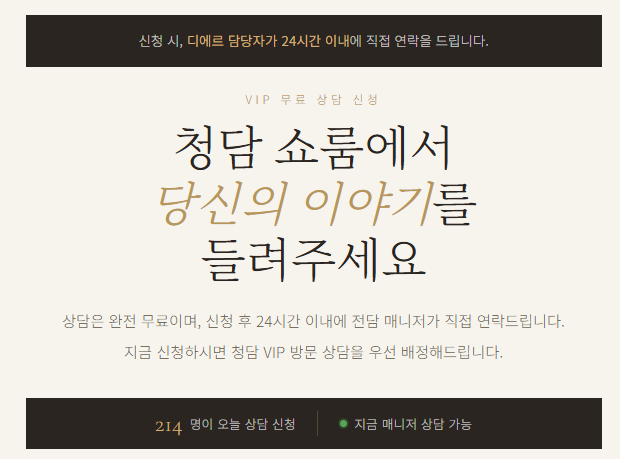 신청 시, 디에르 담당자가 24시간 이내에 직접 연락을 드립니다.
VIP 무료 상담 신청
청담 쇼룸에서
당신의 이야기를
들려주세요
상담은 완전 무료이며, 신청 후 24시간 이내에 전담 매니저가 직접 연락드립니다.
지금 신청하시면 청담 VIP 방문 상담을 우선 배정해드립니다.
214 명이 오늘 상담 신청
지금 매니저 상담 가능